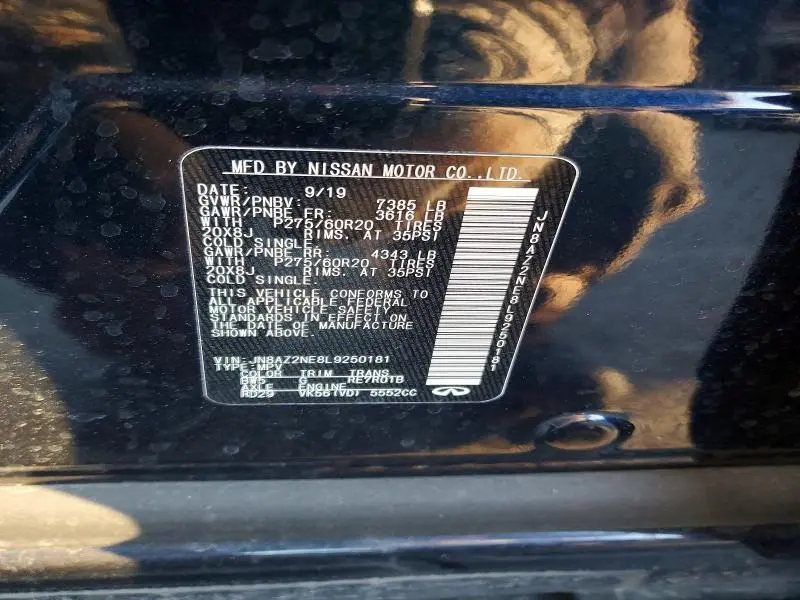 MFD BY NISSAN MOTOR CO.,LTD.
DATE: 9/19
GVWR/PNBV: 7385 LB
GAWR/PNBE FR: 3616 LB
WITH P275/60R20 TIRES
20X8J RIMS. AT 35PSI
COLD SINGLE
GAWR/PNBE RR: 4343 LB
WITH P275/60R20 TIRES
20X8J RIMS. AT 35PSI
COLD SINGLE
THIS VEHICLE CONFORMS TO
ALL APPLICABLE FEDERAL
MOTOR VEHICLE SAFETY
STANDARDS IN EFFECT ON
THE DATE OF MANUFACTURE
SHOWN ABOVE.
VIN: JN8AZ2NE8L9250181
TYPE: MPV
COLOR TRIM TRANS
BW5 G RE7R01B
AXLE ENGINE
RD29 VK56(VD) 5552CC
JN8AZ2NE8L9250181